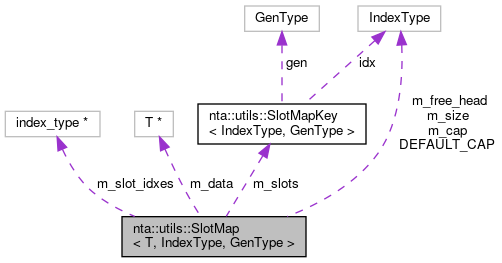 GenType
IndexType
gen
idx
m_free_head
m_size
m_cap
DEFAULT_CAP
index_type *
T *
nta::utils::SlotMapKey
< IndexType, GenType >
m_slot_idxes
m_data
m_slots
nta::utils::SlotMap
< T, IndexType, GenType >